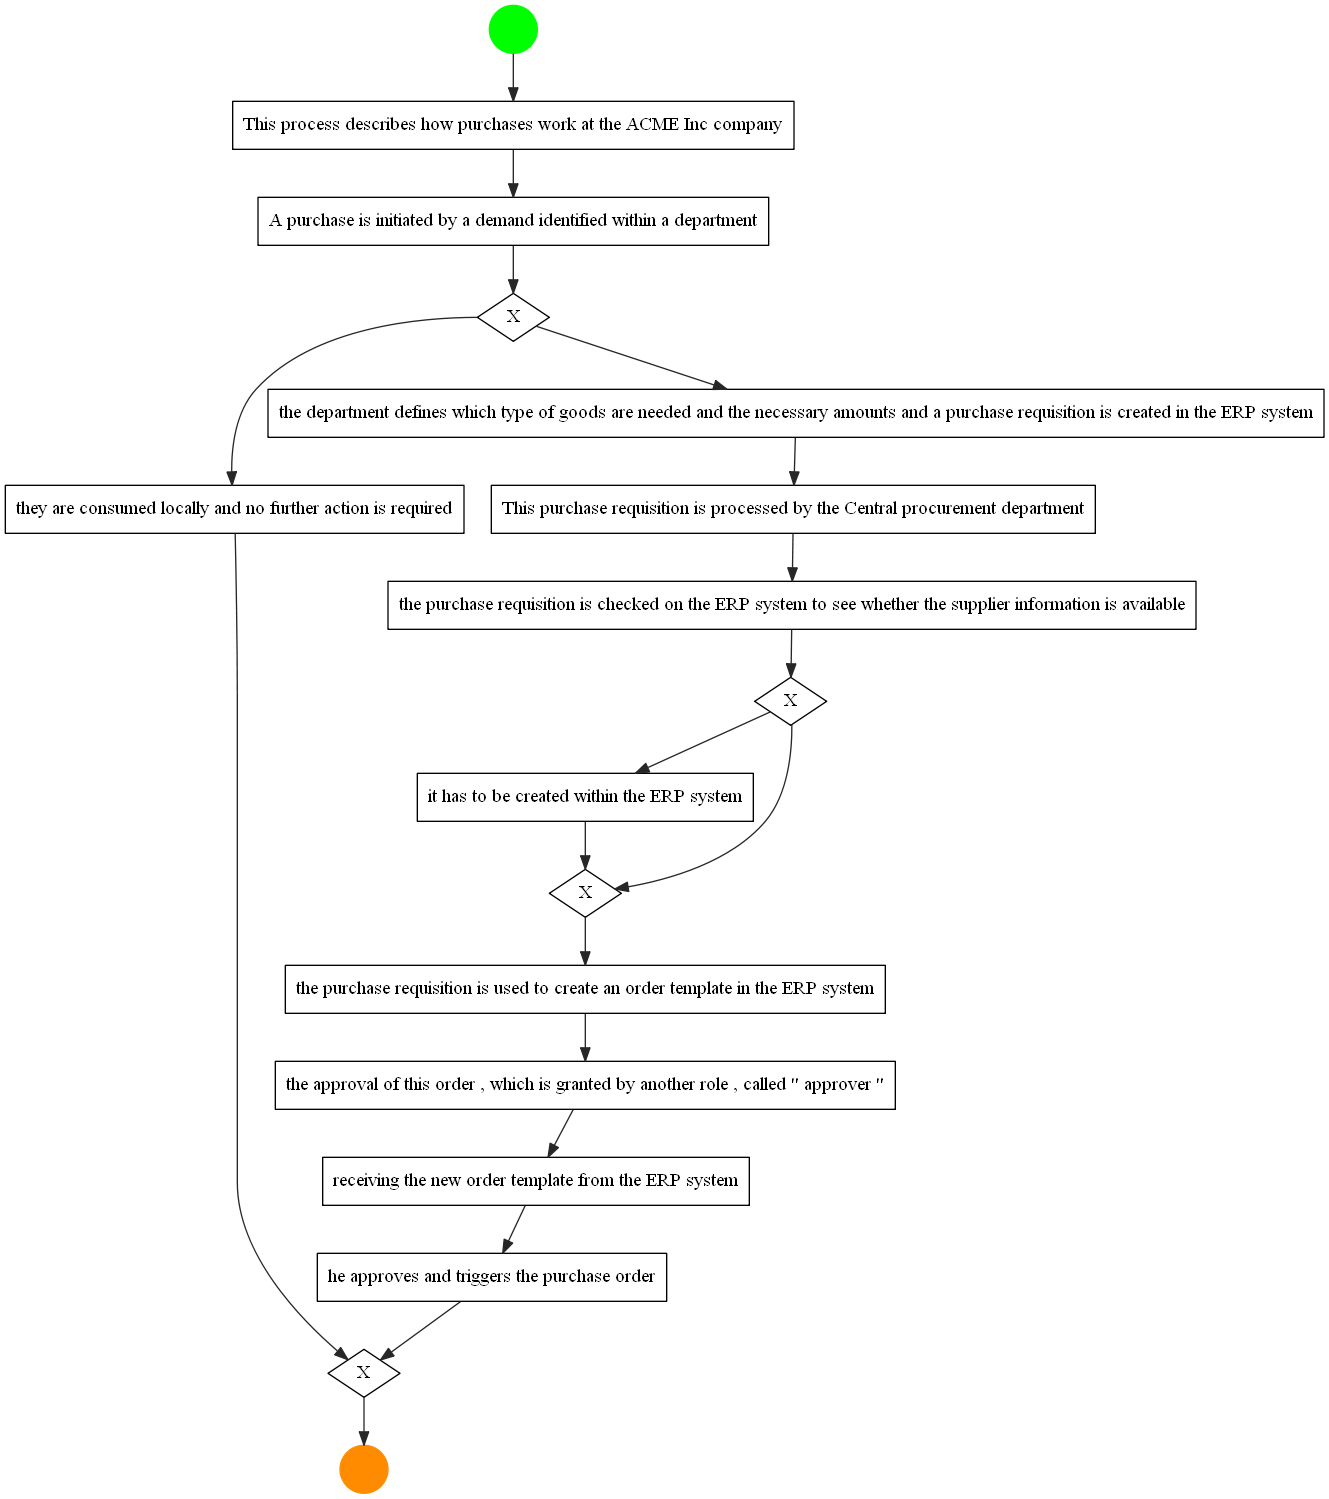 This process describes how purchases work at the ACME Inc company
A purchase is initiated by a demand identified within a department
X
the department defines which type of goods are needed and the necessary amounts and a purchase requisition is created in the ERP system
they are consumed locally and no further action is required
This purchase requisition is processed by the Central procurement department
the purchase requisition is checked on the ERP system to see whether the supplier information is available
X
it has to be created within the ERP system
X
the purchase requisition is used to create an order template in the ERP system
the approval of this order , which is granted by another role , called " approver "
receiving the new order template from the ERP system
he approves and triggers the purchase order
X